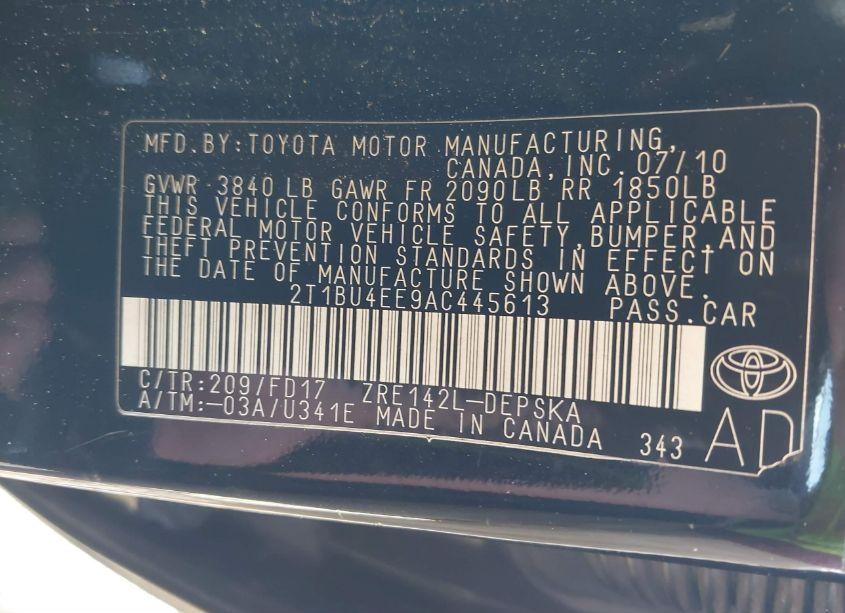 MFD.BY:TOYOTA MOTOR MANUFACTURING,
CANADA,INC.07/10
GVWR 3840 LB GAWR FR 2090LB RR 1850LB
THIS VEHICLE CONFORMS TO ALL APPLICABLE
FEDERAL MOTOR VEHICLE SAFETY,BUMPER,AND
THEFT PREVENTION STANDARDS IN EFFECT ON
THE DATE OF MANUFACTURE SHOWN ABOVE.
2T1BU4EE9AC445613 PASS.CAR
C/TR:209/FD17 ZRE142L-DEPSKA
A/TM:-03A/U341E MADE IN CANADA 343
AD